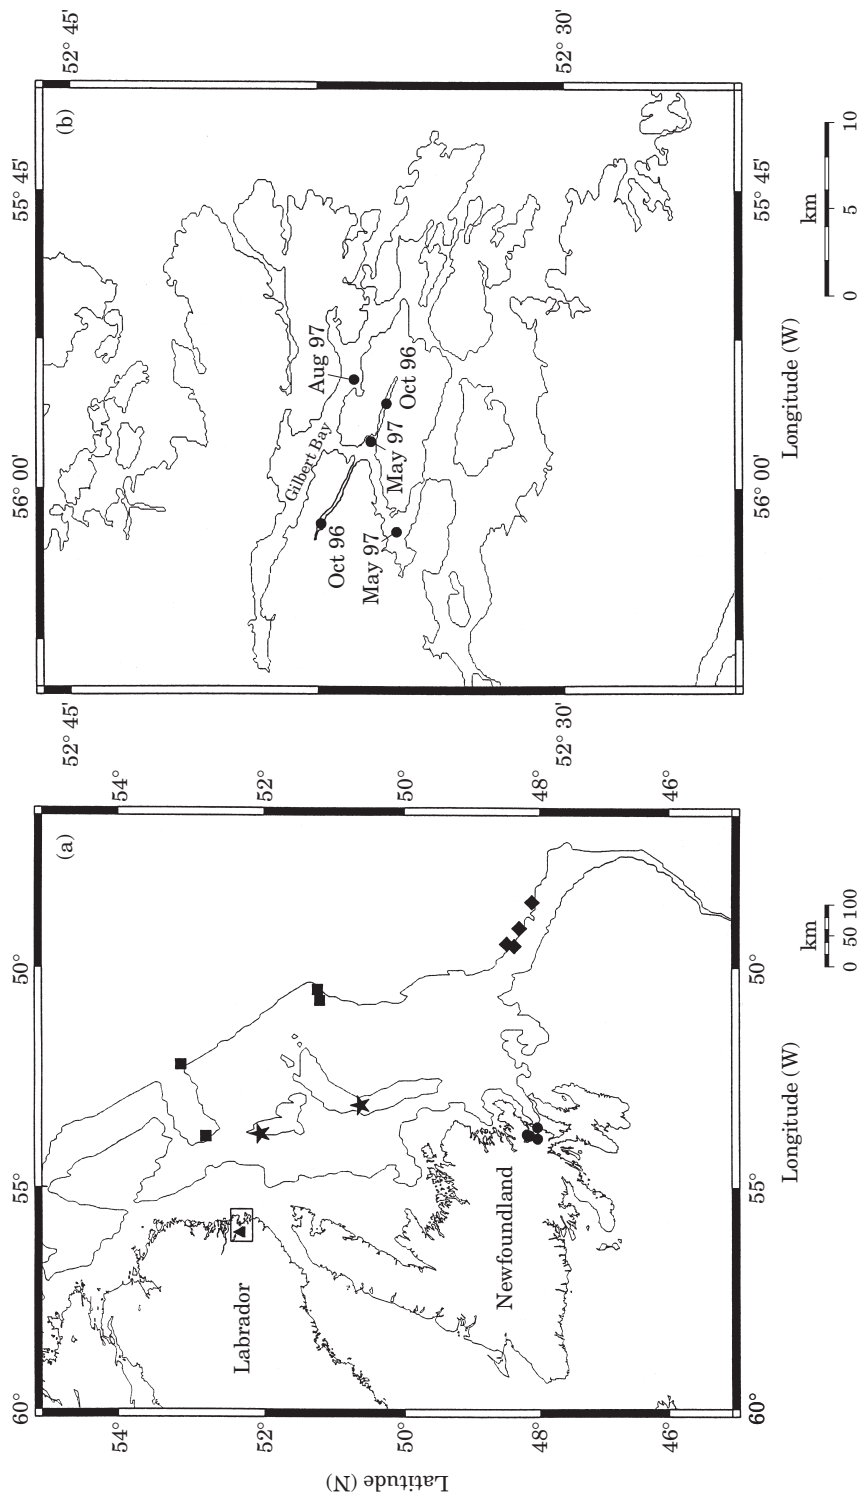 (a)
60°
55°
50°
54°
54°
52°
52°
50°
50°
48°
48°
46°
46°
Latitude (N)
Labrador
Newfoundland
Longitude (W)
km
0 50 100
(b)
56° 00'
55° 45'
52° 45'
52° 45'
52° 30'
52° 30'
Gilbert Bay
Aug 97
Oct 96
May 97
Oct 96
May 97
56° 00'
55° 45'
Longitude (W)
km
0 5 10
60°
55°
50°